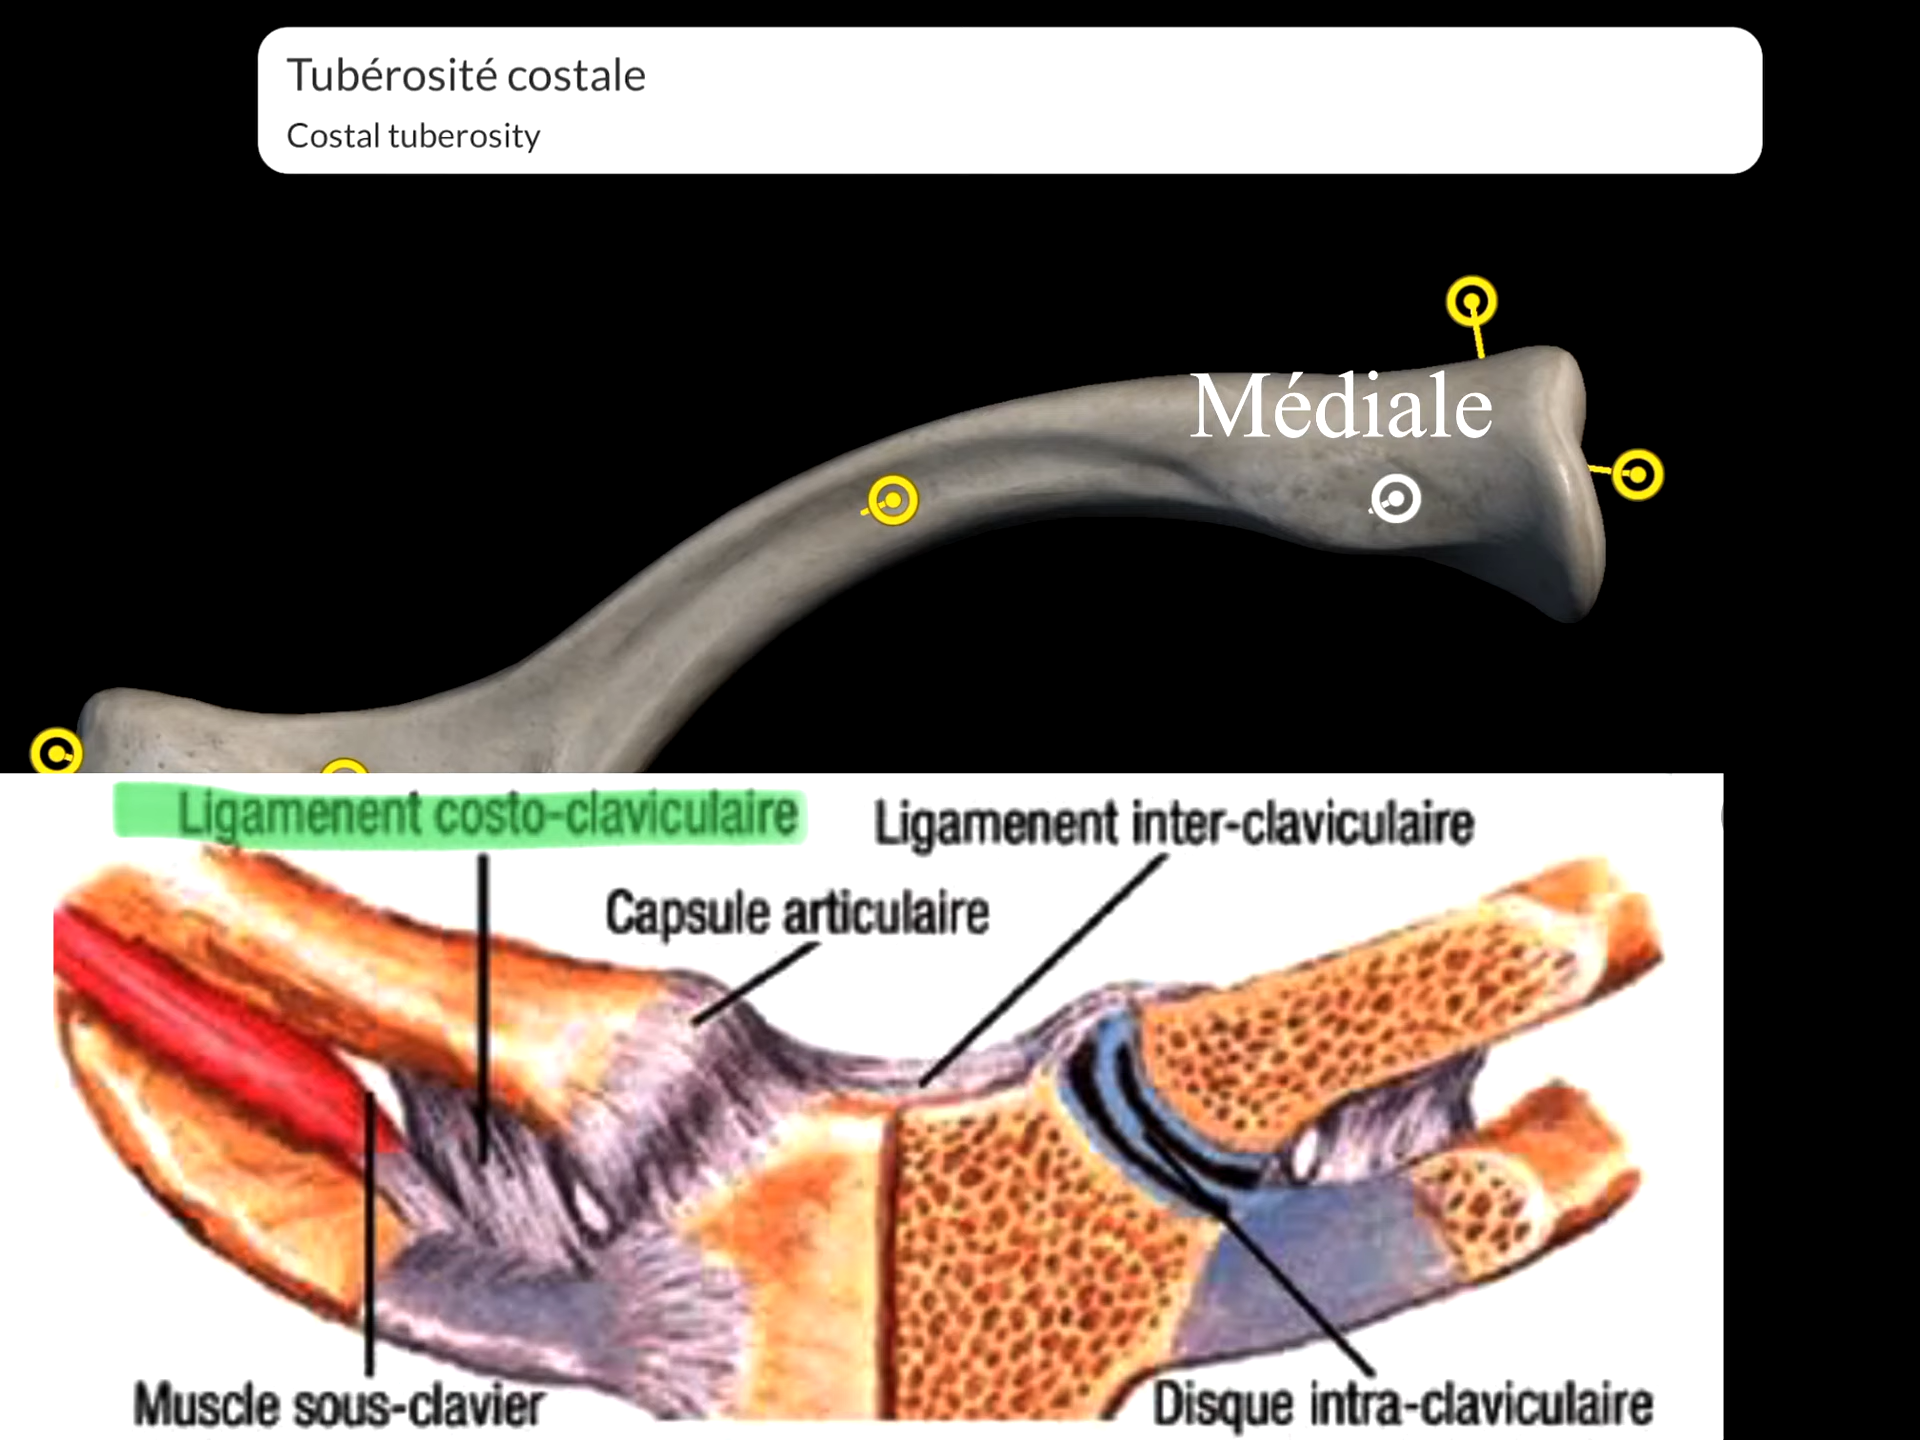 Tubérosité costale
Costal tuberosity
Médiale
Ligamenent costo-claviculaire
Ligamenent inter-claviculaire
Capsule articulaire
Muscle sous-clavier
Disque intra-claviculaire